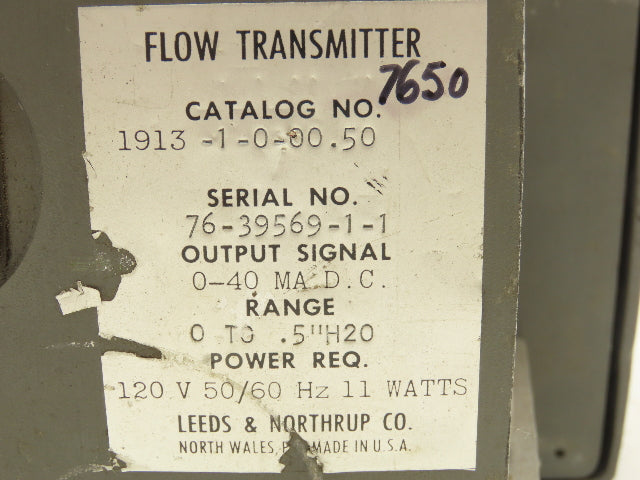 FLOW TRANSMITTER
7650
CATALOG NO.
1913 -1-0-00.50
SERIAL NO.
76-39569-1-1
OUTPUT SIGNAL
0-40 MA D.C.
RANGE
0 TO .5"H20
POWER REQ.
120 V 50/60 Hz 11 WATTS
LEEDS & NORTHRUP CO.
NORTH WALES, MADE IN U.S.A.